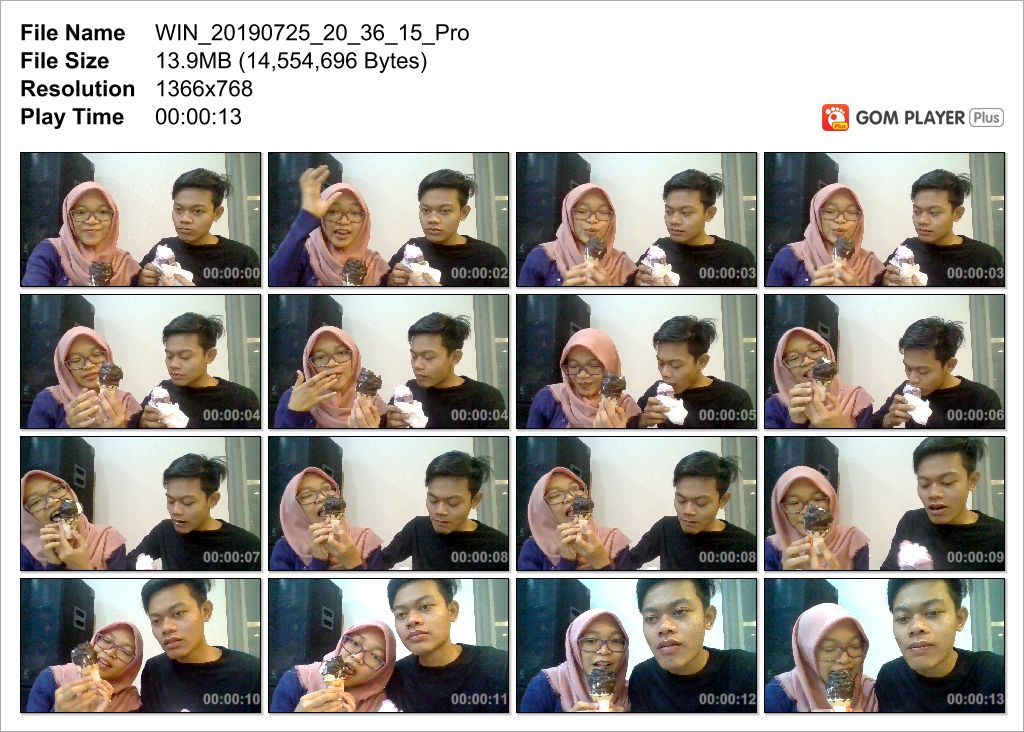 File Name WIN_20190725_20_36_15_Pro
File Size 13.9MB (14,554,696 Bytes)
Resolution 1366x768
Play Time 00:00:13
Plus GOM PLAYER Plus
00:00:00 00:00:02 00:00:03 00:00:03
00:00:04 00:00:04 00:00:05 00:00:06
00:00:07 00:00:08 00:00:08 00:00:09
00:00:10 00:00:11 00:00:12 00:00:13